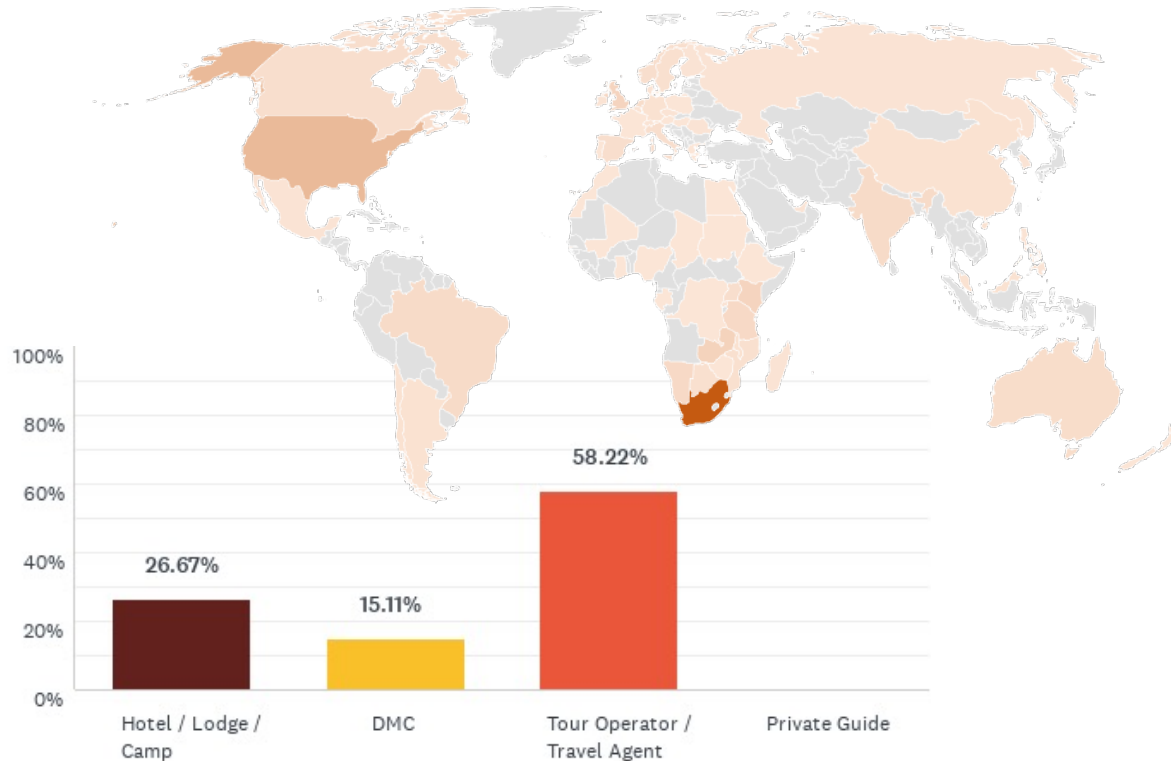 100%
80%
60%
40%
20%
0%
26.67%
15.11%
58.22%
Hotel / Lodge /
Camp
DMC
Tour Operator /
Travel Agent
Private Guide